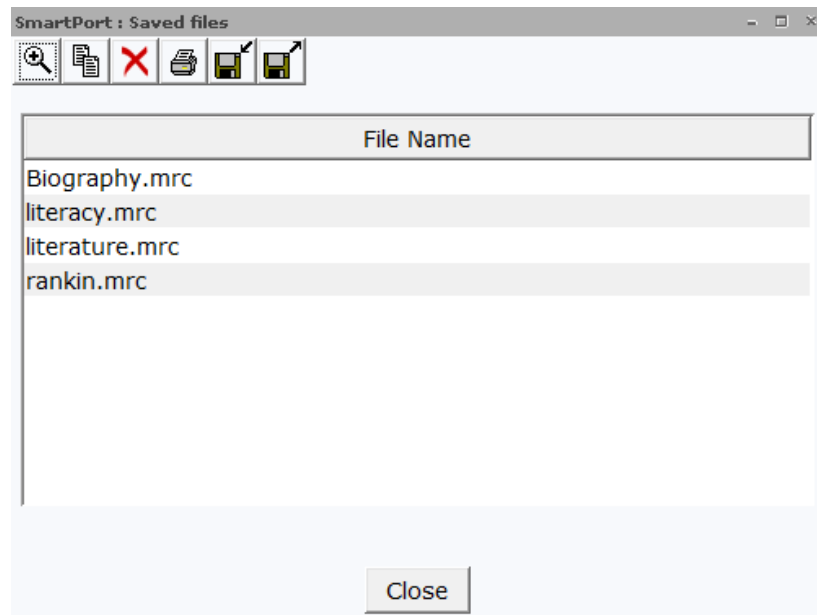 SmartPort : Saved files
File Name
Biography.mrc
literacy.mrc
literature.mrc
rankin.mrc
Close